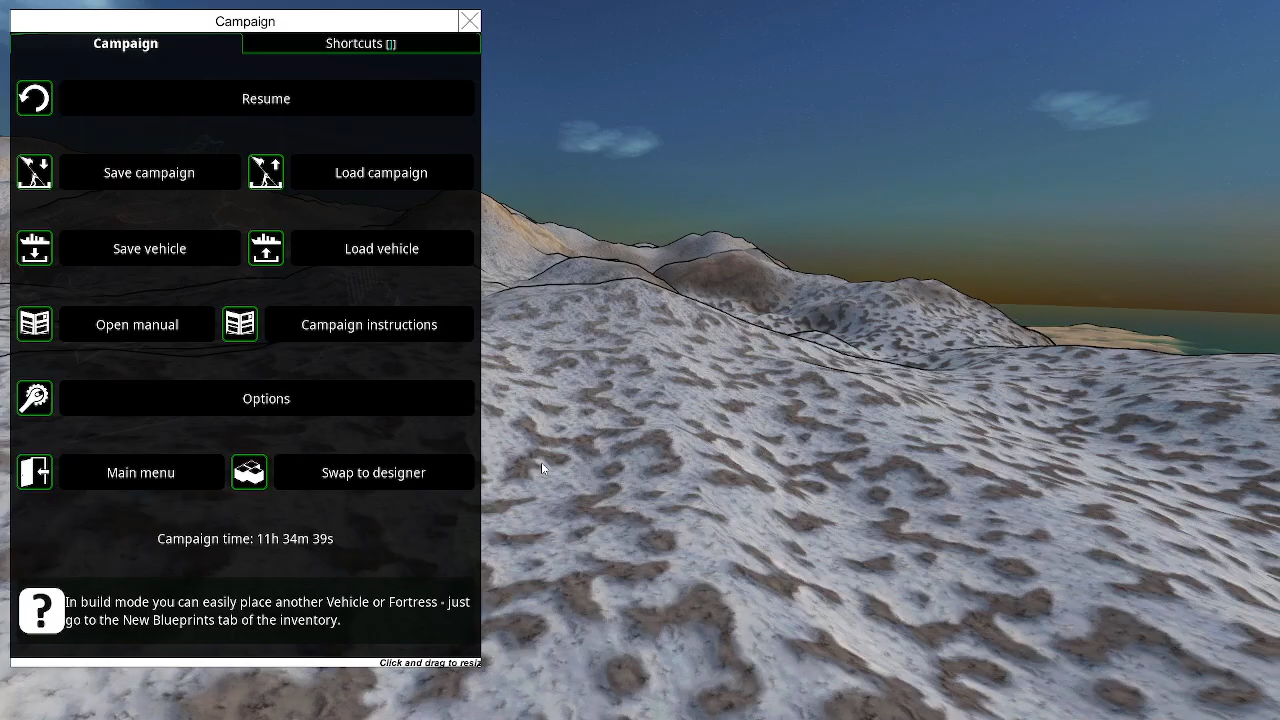 Campaign
Campaign
Shortcuts []]
Resume
Save campaign
Load campaign
Save vehicle
Load vehicle
Open manual
Campaign instructions
Options
Main menu
Swap to designer
Campaign time: 11h 34m 39s
In build mode you can easily place another Vehicle or Fortress - just
go to the New Blueprints tab of the inventory.
Click and drag to resiz